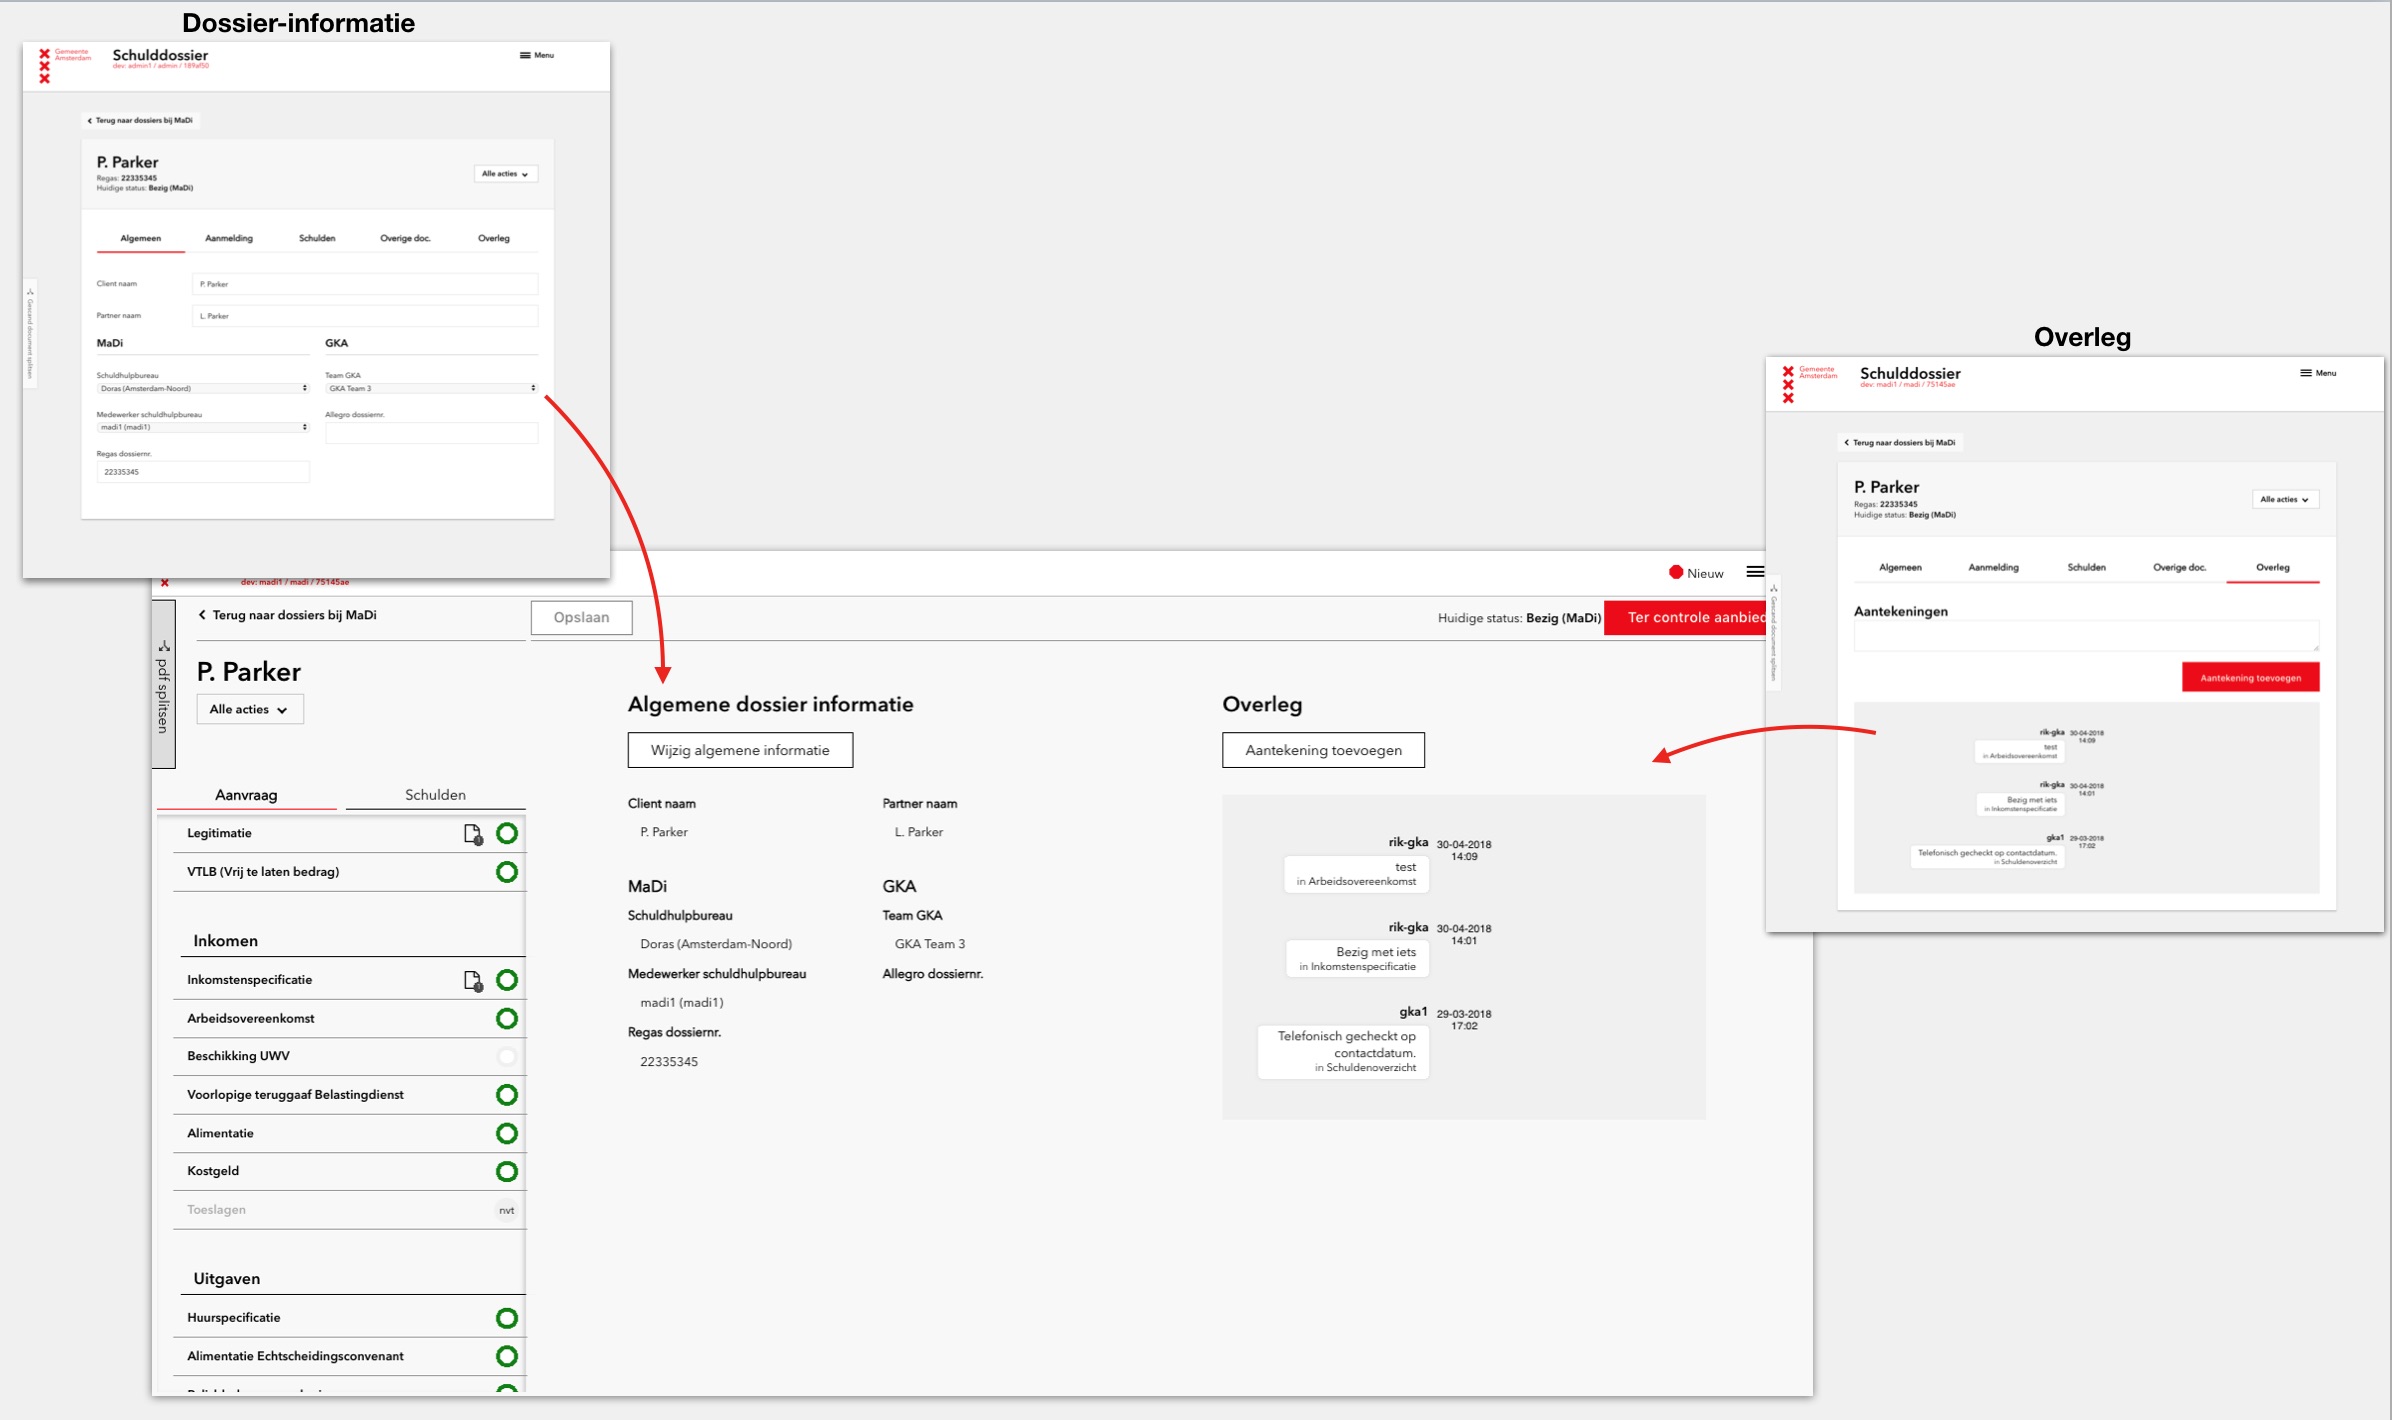 Dossier-informatie
Gemeente
Amsterdam
Schulddossier
dev: admin1 / admin / 189af50
Menu
Terug naar dossiers bij MaDi
P. Parker
Regas: 22335345
Huidige status: Bezig (MaDi)
Alle acties
Algemeen Aanmelding Schulden Overige doc. Overleg
Client naam P. Parker
Partner naam L. Parker
MaDi GKA
Schuldhulpbureau Team GKA
Doras (Amsterdam-Noord) GKA Team 3
Medewerker schuldhulpbureau Allegro dossiernr.
madi1 (madi1)
Regas dossiernr.
22335345
Gescand document splitsen
Overleg
Gemeente
Amsterdam
Schulddossier
dev: madi1 / madi / 75145ae
Menu
Terug naar dossiers bij MaDi
P. Parker
Regas: 22335345
Huidige status: Bezig (MaDi)
Alle acties
Algemeen Aanmelding Schulden Overige doc. Overleg
Aantekeningen
Aantekening toevoegen
rik-gka 30-04-2018
14:09
test
in Arbeidsovereenkomst
rik-gka 30-04-2018
14:01
Bezig met iets
in Inkomstenspecificatie
gka1 29-03-2018
17:02
Telefonisch gecheckt op contactdatum.
in Schuldenoverzicht
Gescand document splitsen
dev: madi1 / madi / 75145ae
Nieuw
Terug naar dossiers bij MaDi
Opslaan
Huidige status: Bezig (MaDi)
Ter controle aanbied
pdf splitsen
P. Parker
Alle acties
Aanvraag Schulden
Legitimatie
VTLB (Vrij te laten bedrag)
Inkomen
Inkomstenspecificatie
Arbeidsovereenkomst
Beschikking UWV
Voorlopige teruggaaf Belastingdienst
Alimentatie
Kostgeld
Toeslagen nvt
Uitgaven
Huurspecificatie
Alimentatie Echtscheidingsconvenant
Algemene dossier informatie
Wijzig algemene informatie
Client naam Partner naam
P. Parker L. Parker
MaDi GKA
Schuldhulpbureau Team GKA
Doras (Amsterdam-Noord) GKA Team 3
Medewerker schuldhulpbureau Allegro dossiernr.
madi1 (madi1)
Regas dossiernr.
22335345
Overleg
Aantekening toevoegen
rik-gka 30-04-2018
14:09
test
in Arbeidsovereenkomst
rik-gka 30-04-2018
14:01
Bezig met iets
in Inkomstenspecificatie
gka1 29-03-2018
17:02
Telefonisch gecheckt op
contactdatum.
in Schuldenoverzicht